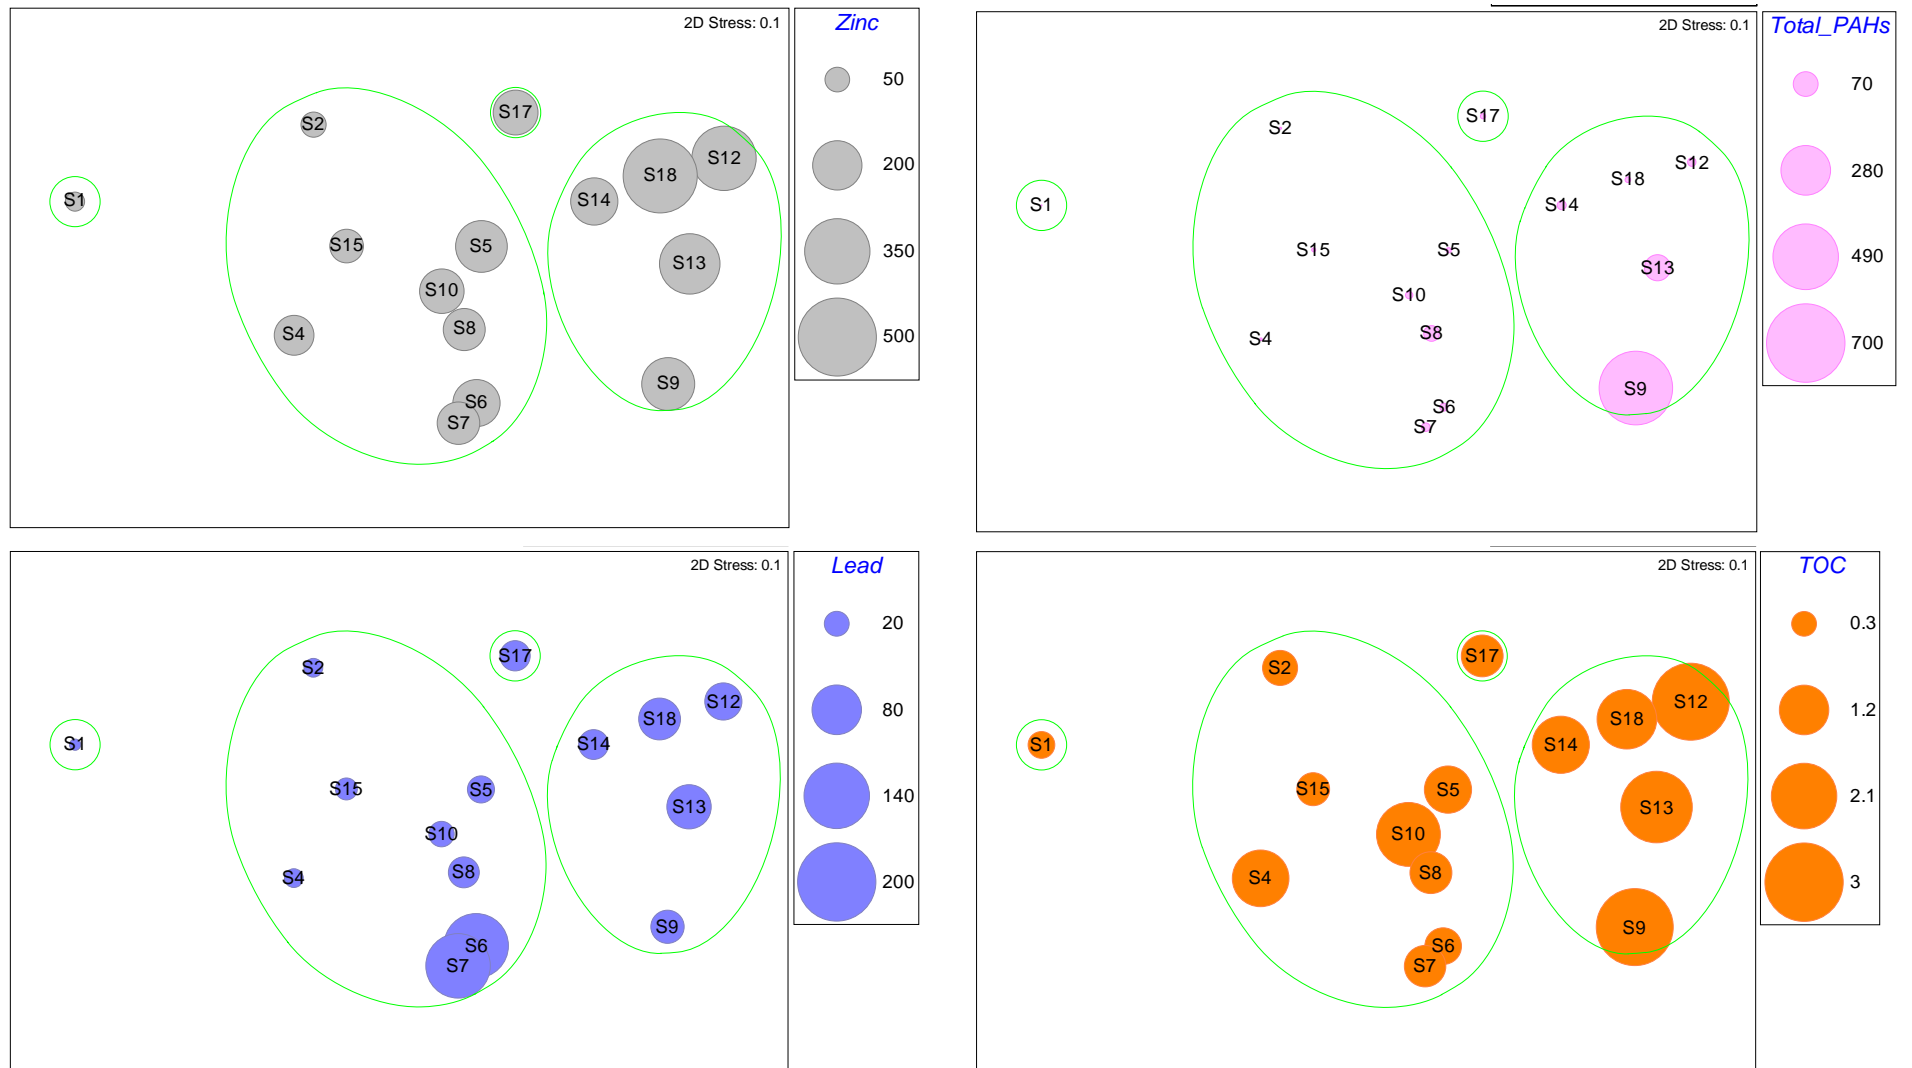 2D Stress: 0.1
Zinc
50
200
350
500
S17
S2
S12
S18
S1
S14
S15
S5
S13
S10
S8
S4
S9
S6
S7
2D Stress: 0.1
Total_PAHs
70
280
490
700
S17
S2
S12
S18
S1
S14
S15
S5
S13
S10
S8
S4
S9
S6
S7
2D Stress: 0.1
Lead
20
80
140
200
S17
S2
S12
S18
S1
S14
S15
S5
S13
S10
S8
S4
S9
S6
S7
2D Stress: 0.1
TOC
0.3
1.2
2.1
3
S17
S2
S12
S18
S1
S14
S15
S5
S13
S10
S8
S4
S9
S6
S7